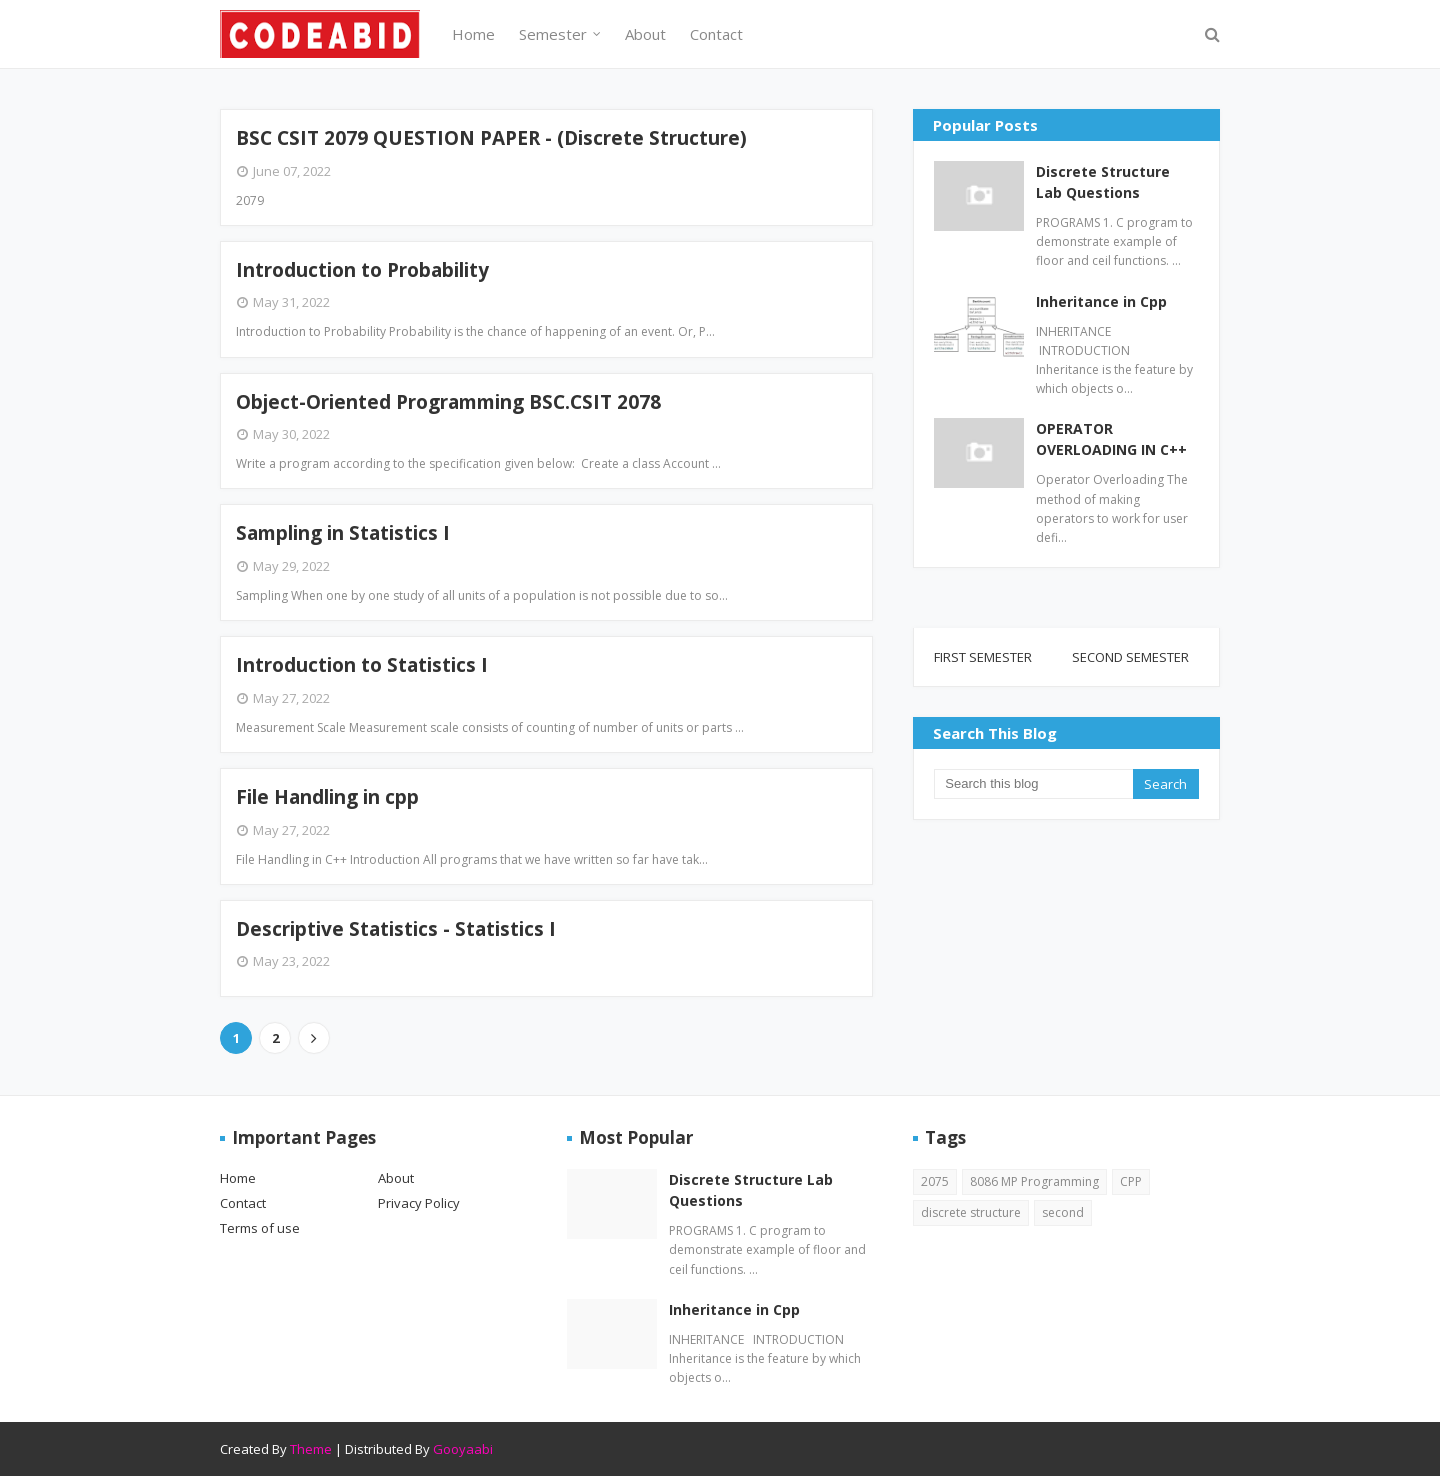 CODEABID
Home
Semester
About
Contact
BSC CSIT 2079 QUESTION PAPER - (Discrete Structure)
June 07, 2022
2079
Introduction to Probability
May 31, 2022
Introduction to Probability Probability is the chance of happening of an event. Or, P...
Object-Oriented Programming BSC.CSIT 2078
May 30, 2022
Write a program according to the specification given below:  Create a class Account ...
Sampling in Statistics I
May 29, 2022
Sampling When one by one study of all units of a population is not possible due to so...
Introduction to Statistics I
May 27, 2022
Measurement Scale Measurement scale consists of counting of number of units or parts ...
File Handling in cpp
May 27, 2022
File Handling in C++ Introduction All programs that we have written so far have tak...
Descriptive Statistics - Statistics I
May 23, 2022
1
2
Popular Posts
Discrete Structure
Lab Questions
PROGRAMS 1. C program to
demonstrate example of
floor and ceil functions. ...
Inheritance in Cpp
INHERITANCE
INTRODUCTION
Inheritance is the feature by
which objects o...
OPERATOR
OVERLOADING IN C++
Operator Overloading The
method of making
operators to work for user
defi...
FIRST SEMESTER
SECOND SEMESTER
Search This Blog
Search this blog
Search
Important Pages
Home
About
Contact
Privacy Policy
Terms of use
Most Popular
Discrete Structure Lab
Questions
PROGRAMS 1. C program to
demonstrate example of floor and
ceil functions. ...
Inheritance in Cpp
INHERITANCE   INTRODUCTION
Inheritance is the feature by which
objects o...
Tags
2075
8086 MP Programming
CPP
discrete structure
second
Created By Theme | Distributed By Gooyaabi